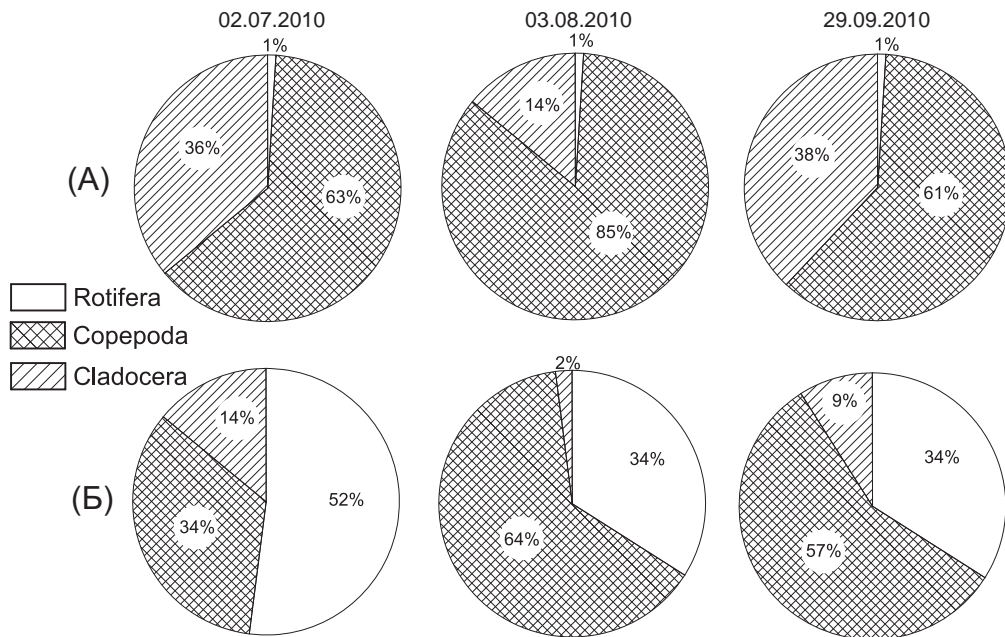 02.07.2010 03.08.2010 29.09.2010
1% 1% 1%
36% 14% 38%
(А) 63% 85% 61%
Rotifera
Copepoda
Cladocera
2%
14% 9%
34% 34%
(Б) 52%
34% 64% 57%